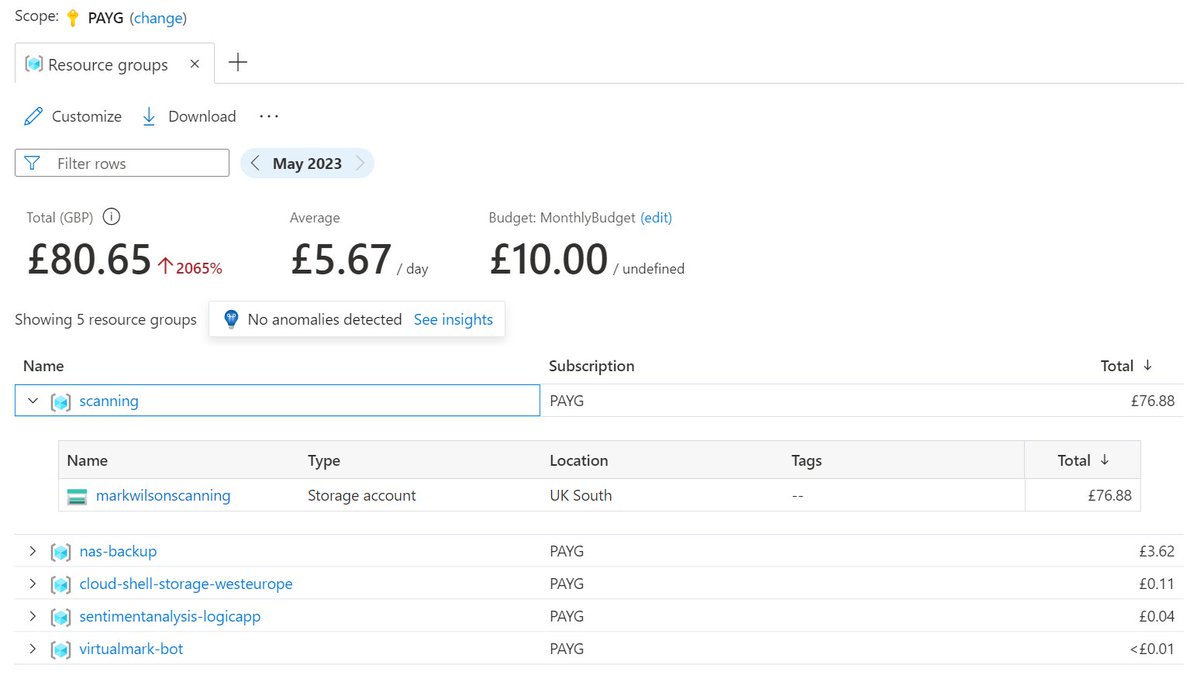 Scope: PAYG (change)
Resource groups
Customize Download ...
Filter rows May 2023
Total (GBP) Average Budget: MonthlyBudget (edit)
£80.65 ↑ 2065% £5.67 / day £10.00 / undefined
Showing 5 resource groups No anomalies detected See insights
Name Subscription Total ↓
scanning PAYG £76.88
Name Type Location Tags Total ↓
markwilsonscanning Storage account UK South -- £76.88
nas-backup PAYG £3.62
cloud-shell-storage-westeurope PAYG £0.11
sentimentanalysis-logicapp PAYG £0.04
virtualmark-bot PAYG <£0.01